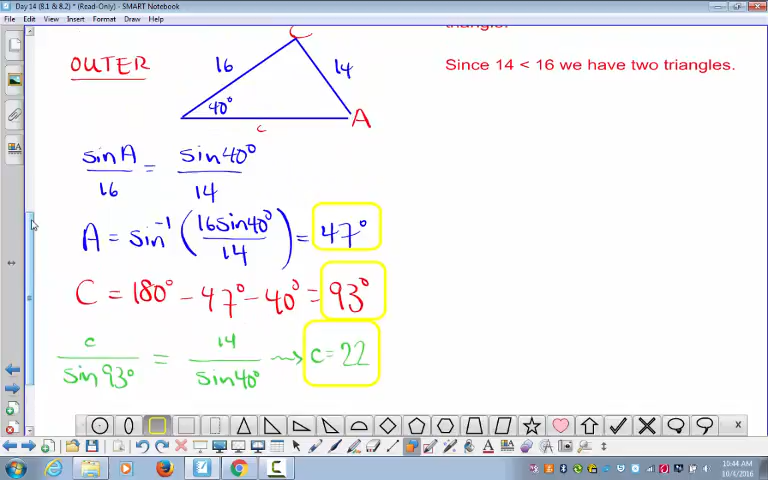 Day 14 (8.1 & 8.2) * (Read-Only) - SMART Notebook
File Edit View Insert Format Tools Draw Help
triangle.
Since 14 < 16 we have two triangles.
OUTER
C
16
14
40°
A
c
sinA/16 = sin40°/14
A = sin⁻¹ (16sin40°/14) = 47°
C = 180° - 47° - 40° = 93°
c/sin93° = 14/sin40° → c = 22
10:44 AM
10/4/2016